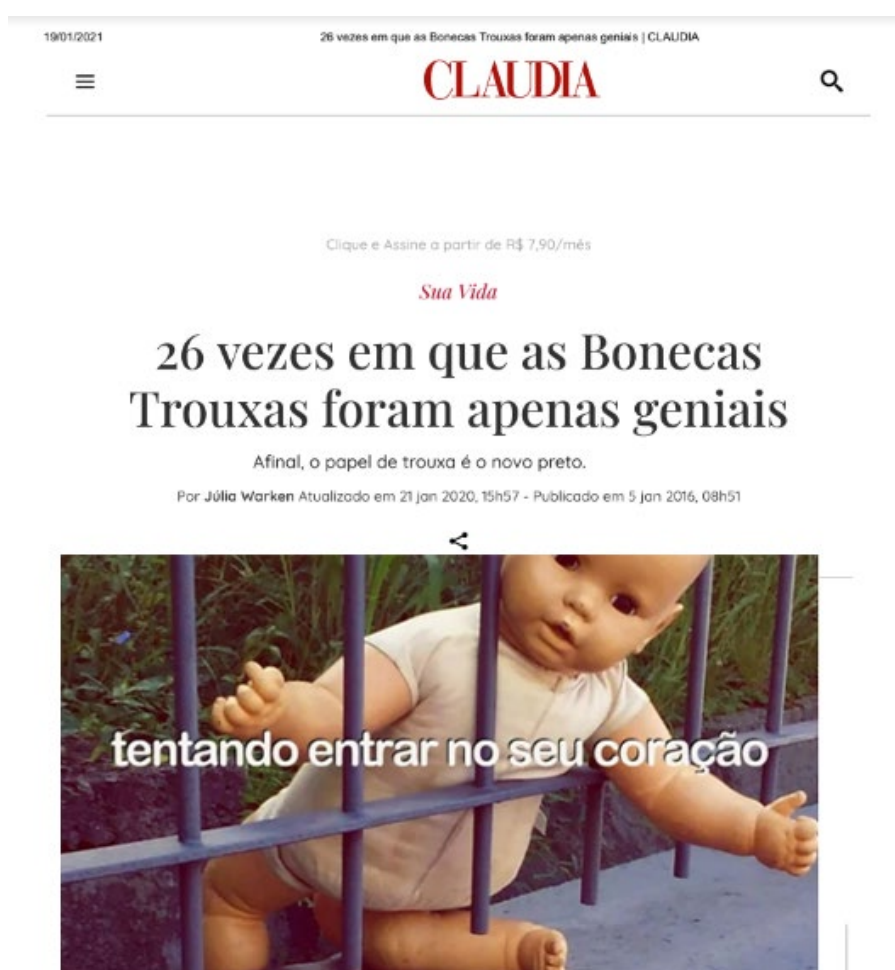 19/01/2021
26 vezes em que as Bonecas Trouxas foram apenas geniais | CLAUDIA
CLAUDIA
Clique e Assine a partir de R$ 7,90/mês
Sua Vida
26 vezes em que as Bonecas
Trouxas foram apenas geniais
Afinal, o papel de trouxa é o novo preto.
Por Júlia Warken Atualizado em 21 jan 2020, 15h57 - Publicado em 5 jan 2016, 08h51
tentando entrar no seu coração